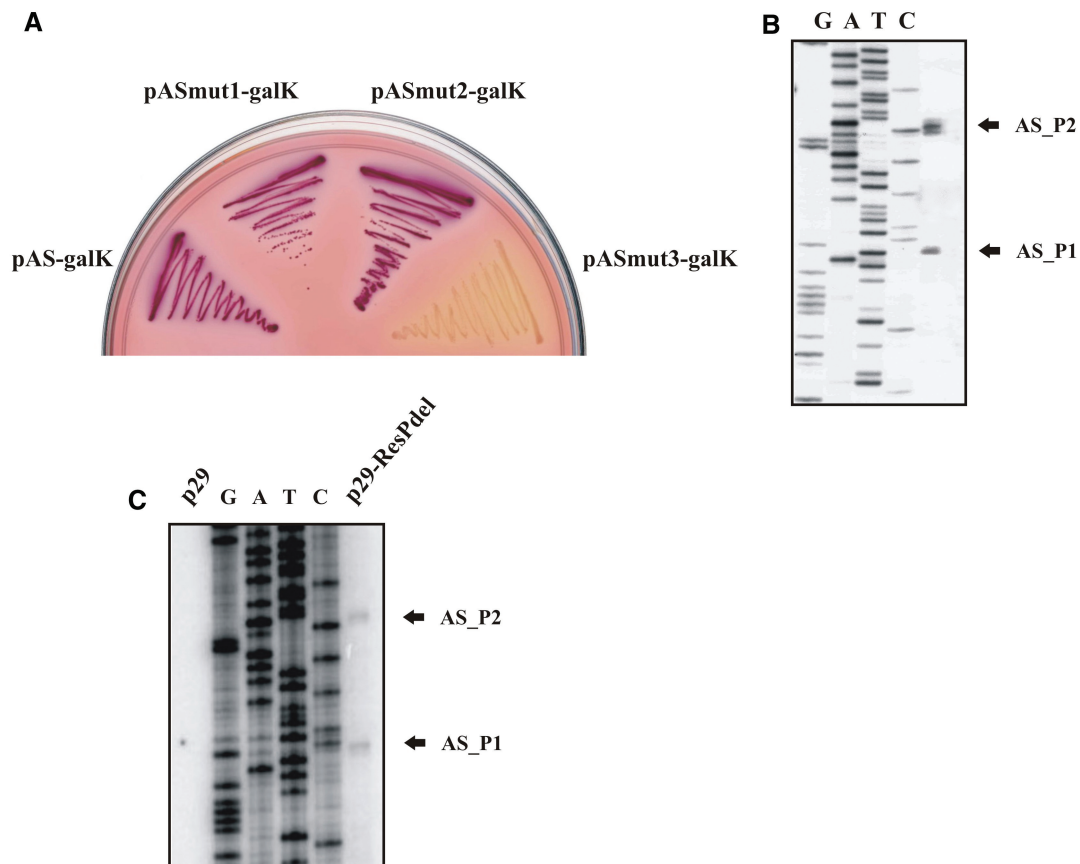 A
pASmut1-galK
pASmut2-galK
pAS-galK
pASmut3-galK
B
G A T C
AS_P2
AS_P1
C
p29
G A T C
p29-ResPdel
AS_P2
AS_P1